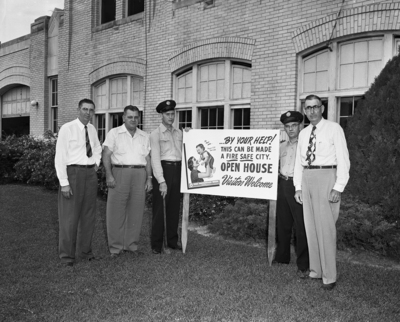 ...BY YOUR HELP!
THIS CAN BE MADE
A FIRE SAFE CITY.
OPEN HOUSE
Visitors Welcome